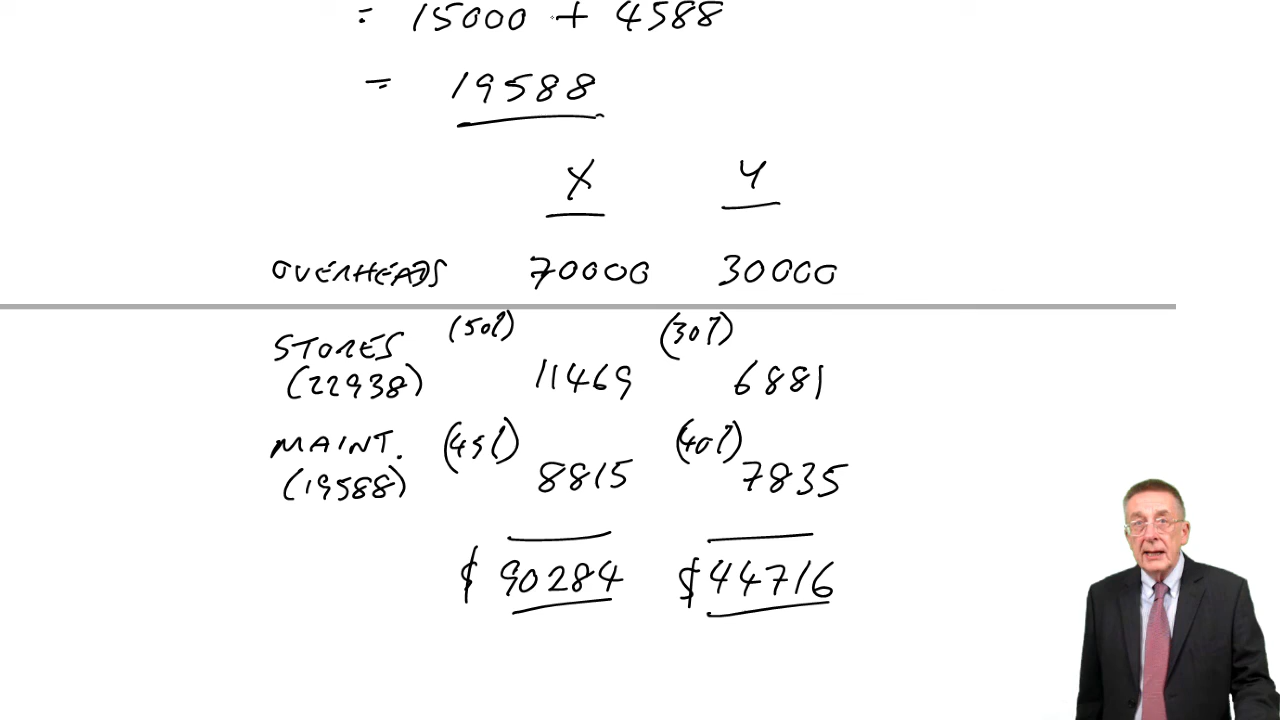 = 15000 + 4588
= 19588
X Y
OVERHEADS 70000 30000
STORES (50%) (30%)
(22938) 11469 6881
MAINT. (45%) (40%)
(19588) 8815 7835
$ 90284 $ 44716